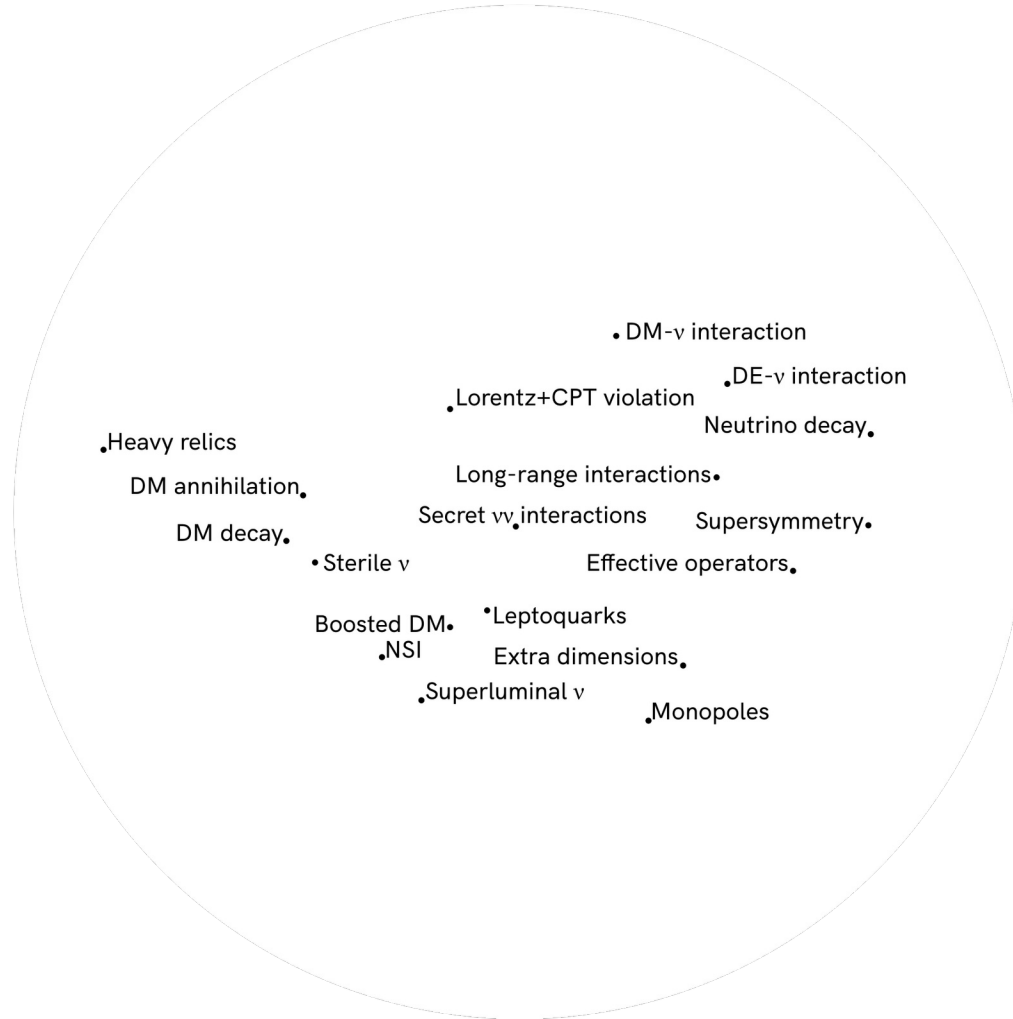 DM-ν interaction
DE-ν interaction
Lorentz+CPT violation
Neutrino decay
Heavy relics
Long-range interactions
DM annihilation
Secret νν interactions
Supersymmetry
DM decay
Sterile ν
Effective operators
Leptoquarks
Boosted DM
NSI
Extra dimensions
Superluminal ν
Monopoles